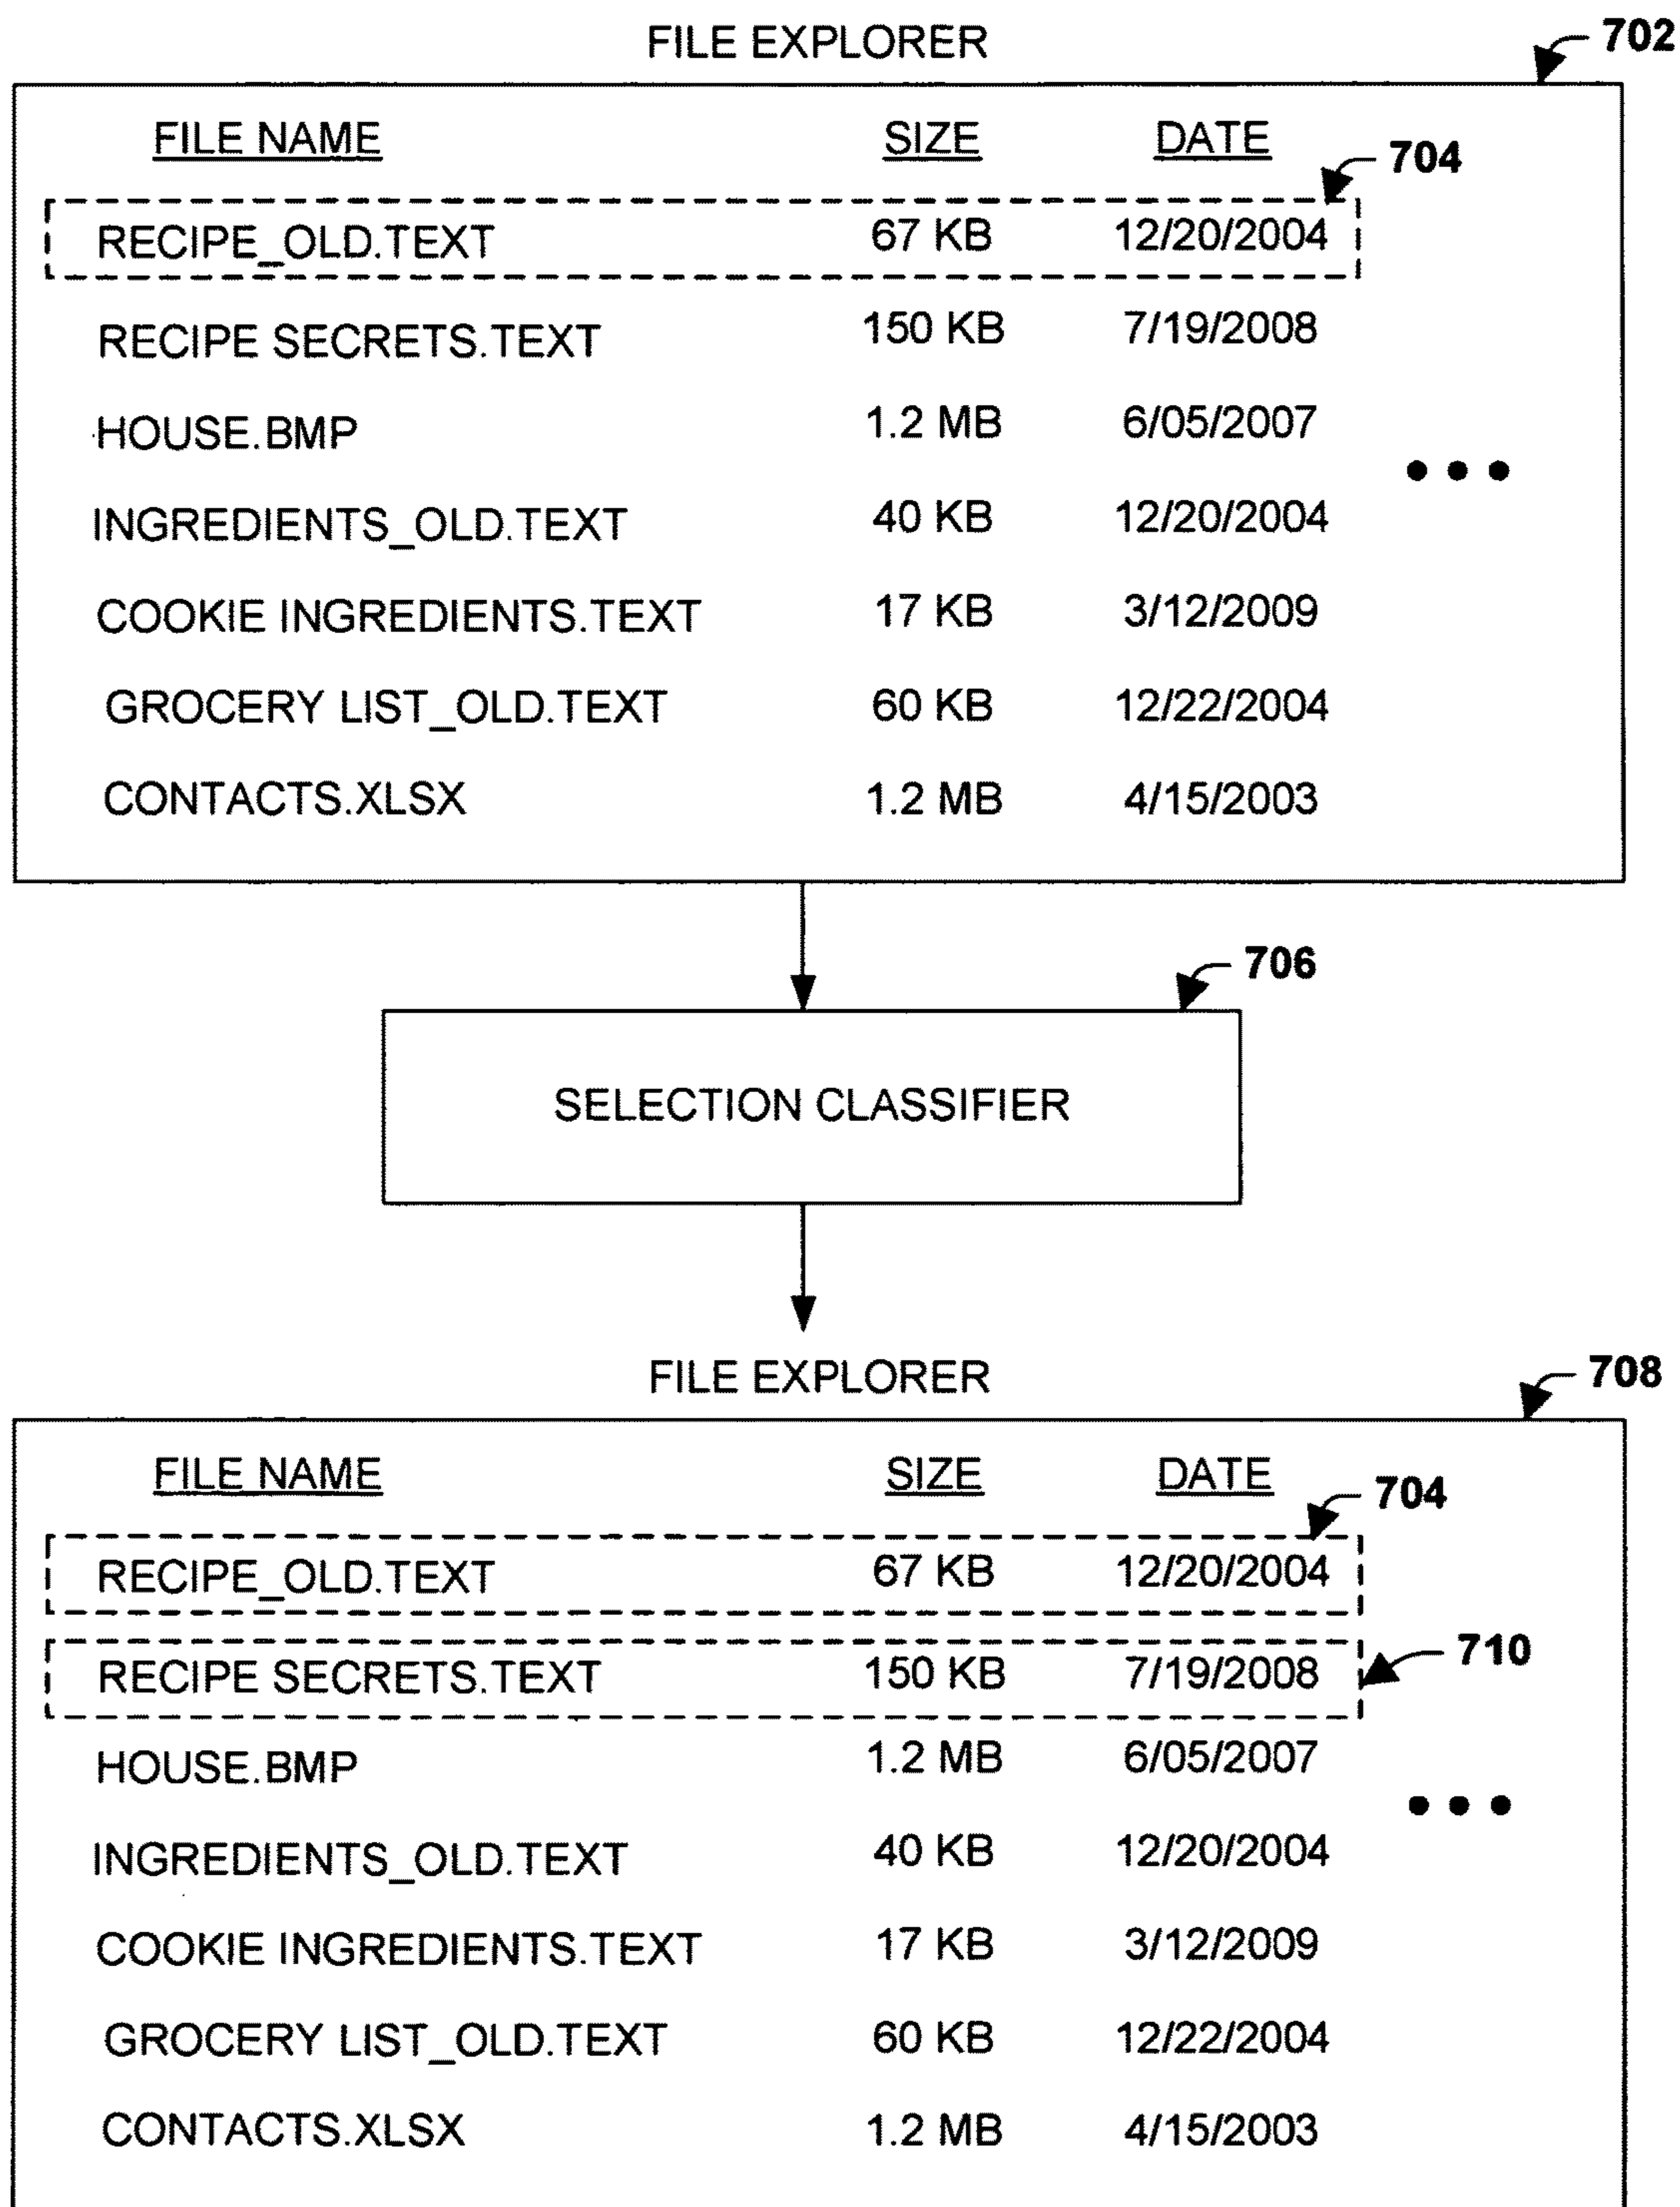 FILE EXPLORER
702
FILE NAME SIZE DATE
704
RECIPE_OLD.TEXT 67 KB 12/20/2004
RECIPE SECRETS.TEXT 150 KB 7/19/2008
HOUSE.BMP 1.2 MB 6/05/2007
INGREDIENTS_OLD.TEXT 40 KB 12/20/2004
COOKIE INGREDIENTS.TEXT 17 KB 3/12/2009
GROCERY LIST_OLD.TEXT 60 KB 12/22/2004
CONTACTS.XLSX 1.2 MB 4/15/2003
706
SELECTION CLASSIFIER
FILE EXPLORER
708
FILE NAME SIZE DATE
704
RECIPE_OLD.TEXT 67 KB 12/20/2004
RECIPE SECRETS.TEXT 150 KB 7/19/2008 710
HOUSE.BMP 1.2 MB 6/05/2007
INGREDIENTS_OLD.TEXT 40 KB 12/20/2004
COOKIE INGREDIENTS.TEXT 17 KB 3/12/2009
GROCERY LIST_OLD.TEXT 60 KB 12/22/2004
CONTACTS.XLSX 1.2 MB 4/15/2003